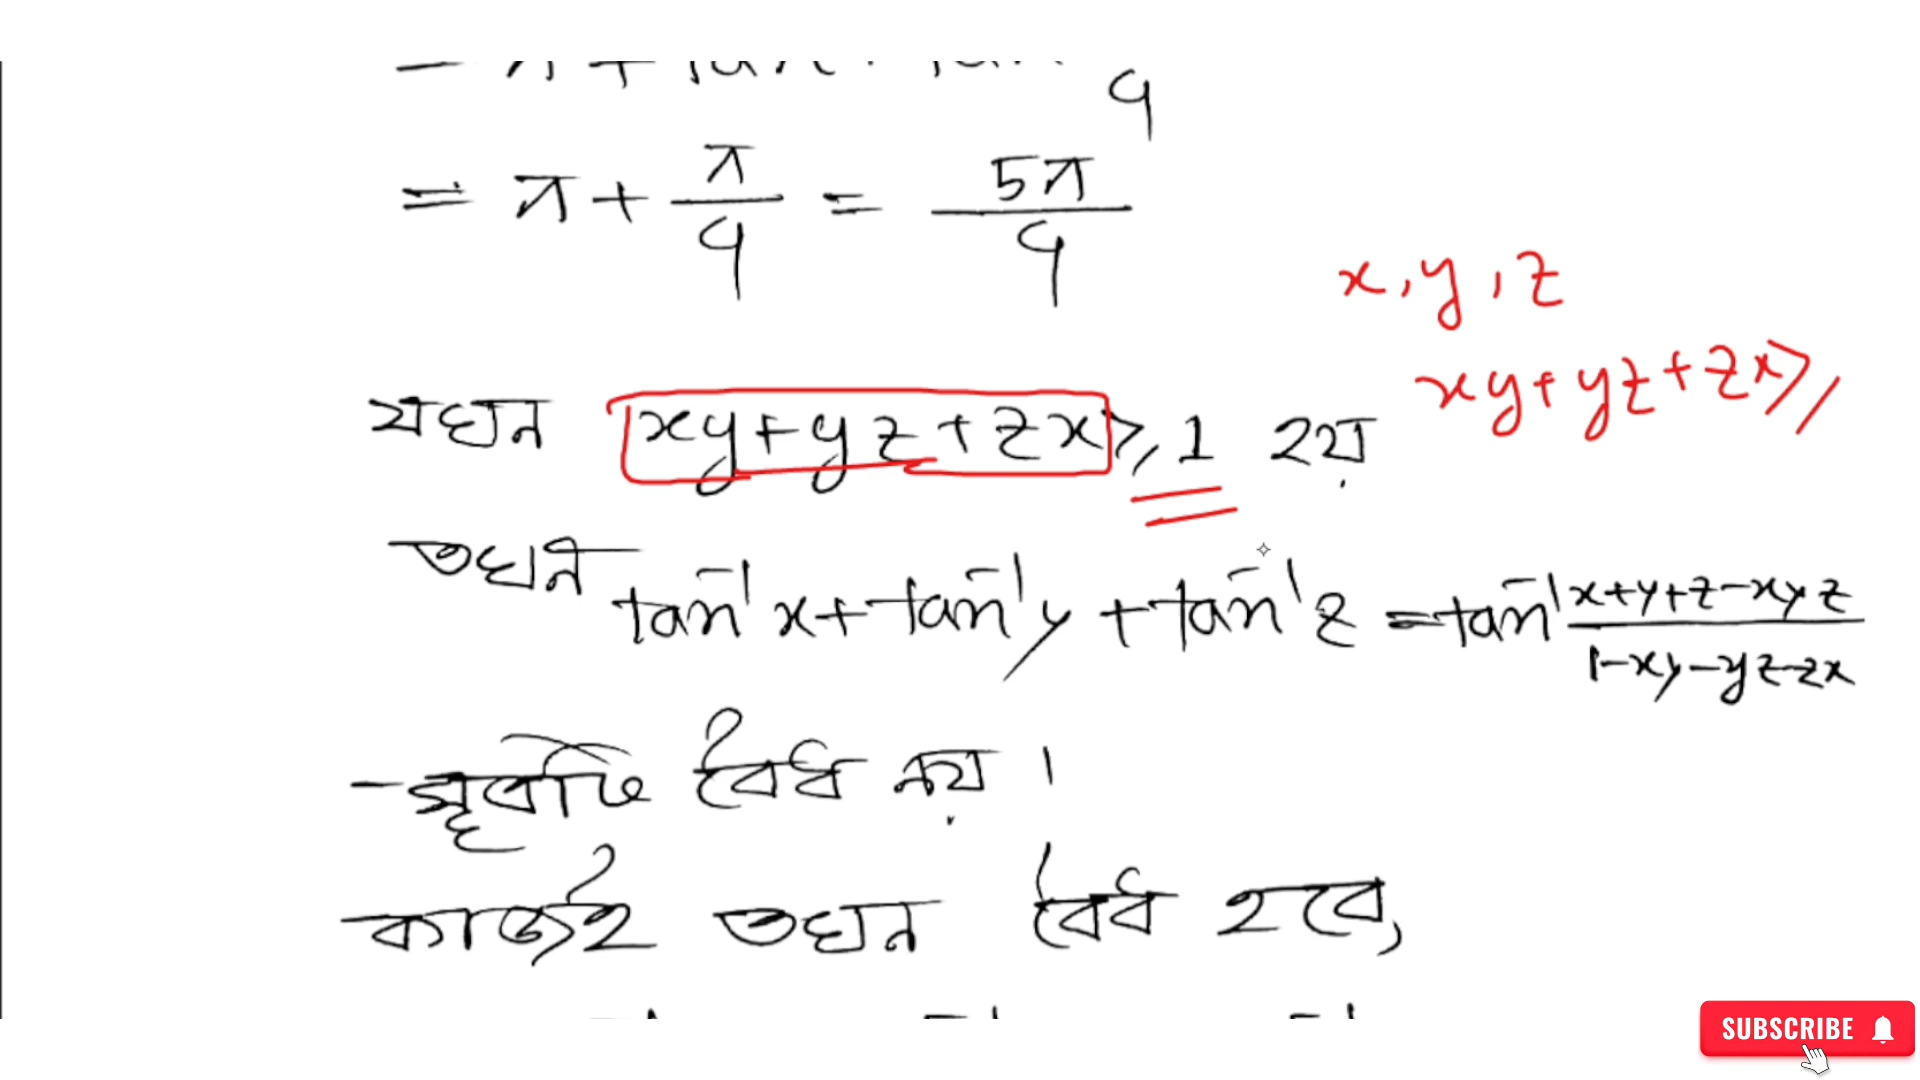 = π + π/4 = 5π/4
x, y, z
xy+yz+zx ≥ 1
যখন xy+yz+zx ≥ 1 হয়
তখন tan⁻¹x + tan⁻¹y + tan⁻¹z = tan⁻¹ (x+y+z-xyz)/(1-xy-yz-zx)
-সূত্রটি বৈধ নয়।
কাজেই তখন বৈধ হবে,
SUBSCRIBE